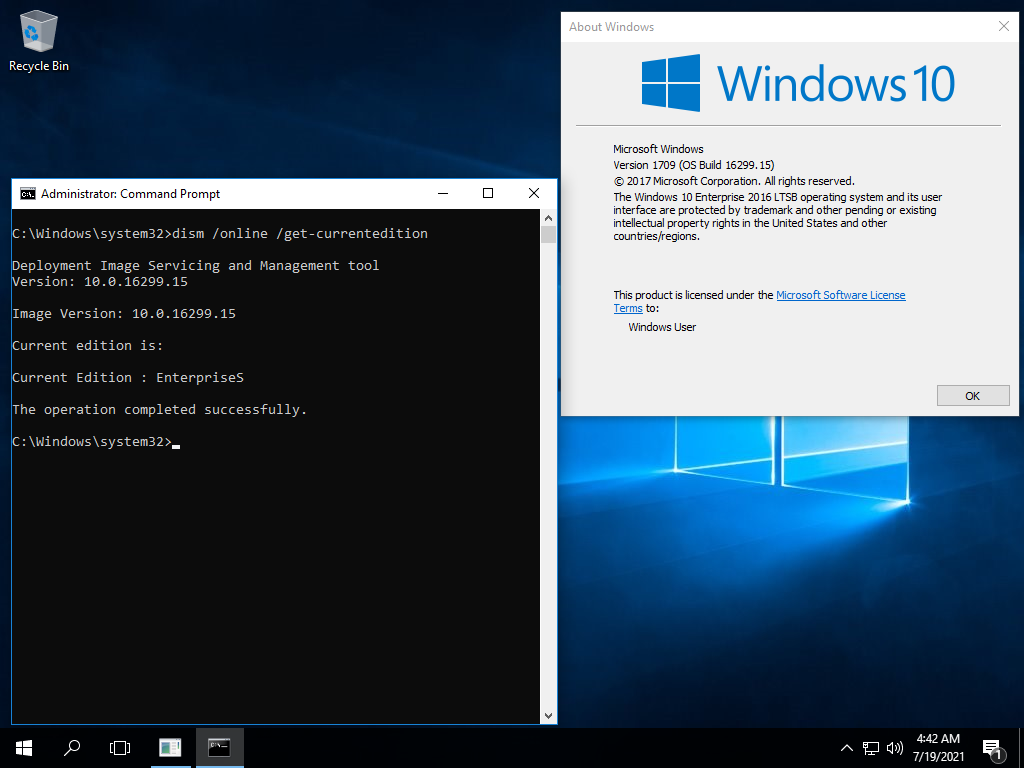 Recycle Bin
About Windows
Windows 10
Microsoft Windows
Version 1709 (OS Build 16299.15)
© 2017 Microsoft Corporation. All rights reserved.
The Windows 10 Enterprise 2016 LTSB operating system and its user
interface are protected by trademark and other pending or existing
intellectual property rights in the United States and other
countries/regions.
This product is licensed under the Microsoft Software License
Terms to:
Windows User
OK
Administrator: Command Prompt
C:\Windows\system32>dism /online /get-currentedition
Deployment Image Servicing and Management tool
Version: 10.0.16299.15
Image Version: 10.0.16299.15
Current edition is:
Current Edition : EnterpriseS
The operation completed successfully.
C:\Windows\system32>
4:42 AM
7/19/2021
1